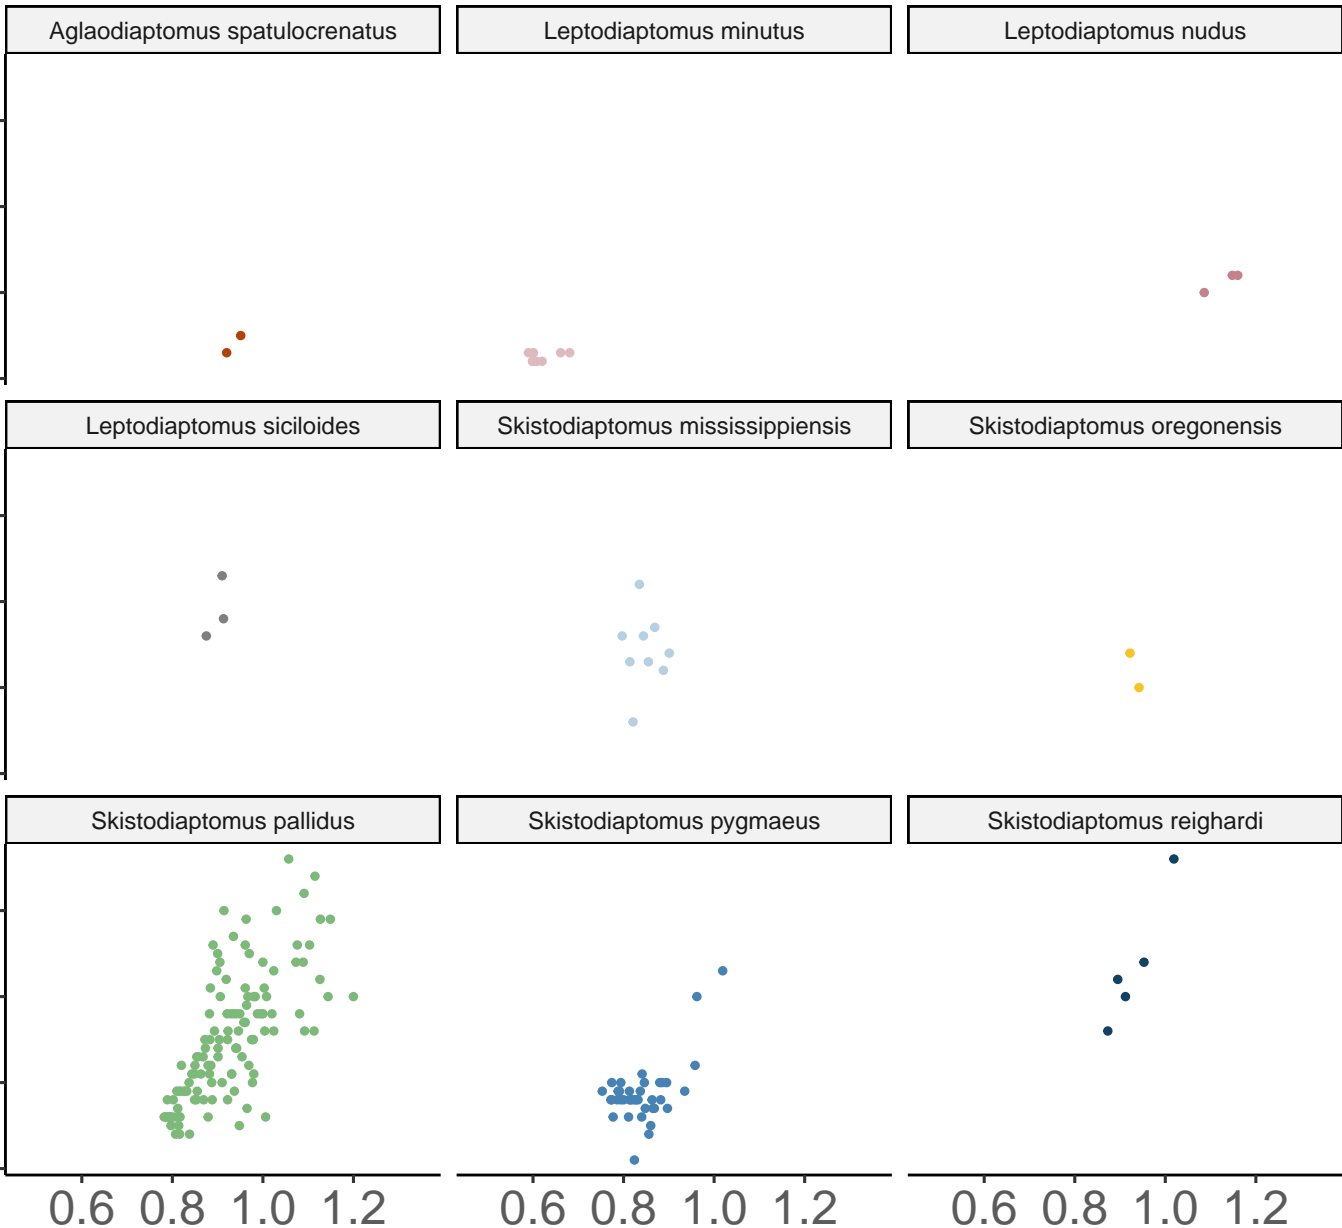 Aglaodiaptomus spatulocrenatus
Leptodiaptomus minutus
Leptodiaptomus nudus
Leptodiaptomus siciloides
Skistodiaptomus mississippiensis
Skistodiaptomus oregonensis
Skistodiaptomus pallidus
Skistodiaptomus pygmaeus
Skistodiaptomus reighardi
0.6 0.8 1.0 1.2
0.6 0.8 1.0 1.2
0.6 0.8 1.0 1.2